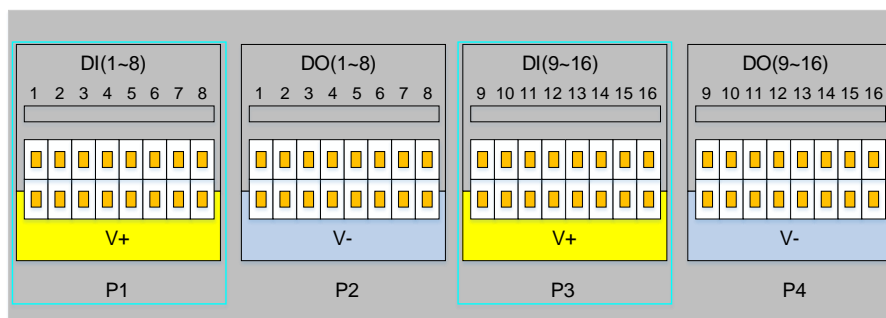 DI(1~8)
1 2 3 4 5 6 7 8
V+
P1
DO(1~8)
1 2 3 4 5 6 7 8
V-
P2
DI(9~16)
9 10 11 12 13 14 15 16
V+
P3
DO(9~16)
9 10 11 12 13 14 15 16
V-
P4